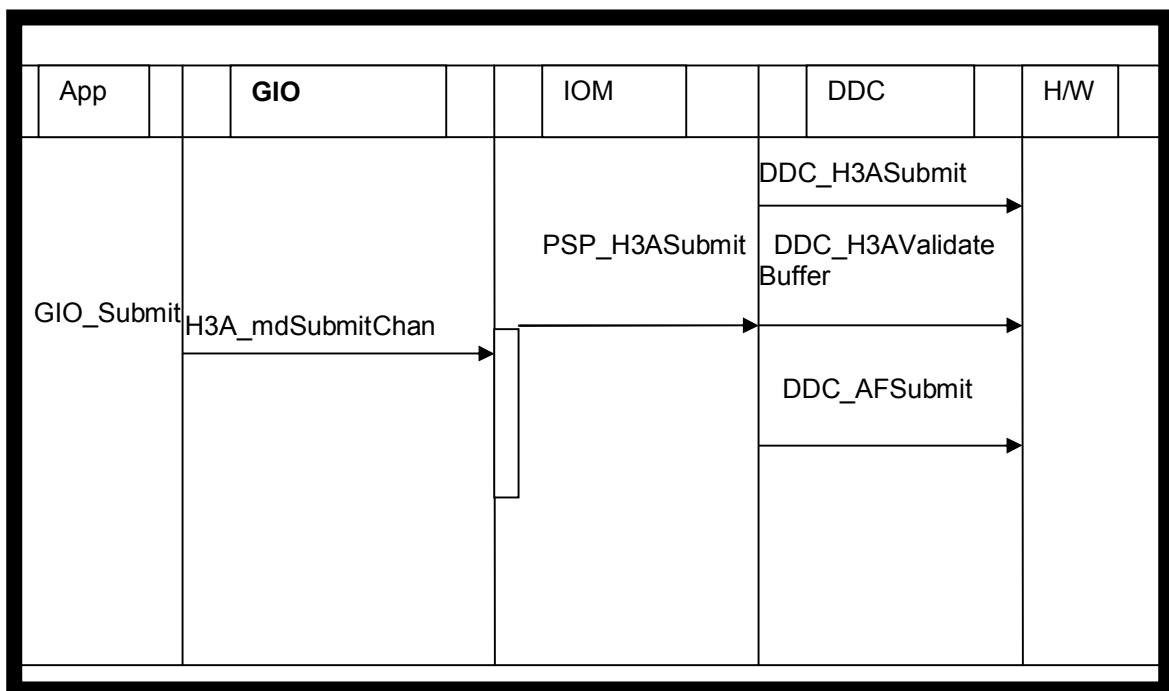 App
GIO
IOM
DDC
H/W
DDC_H3ASubmit
PSP_H3ASubmit
DDC_H3AValidate
Buffer
GIO_Submit
H3A_mdSubmitChan
DDC_AFSubmit